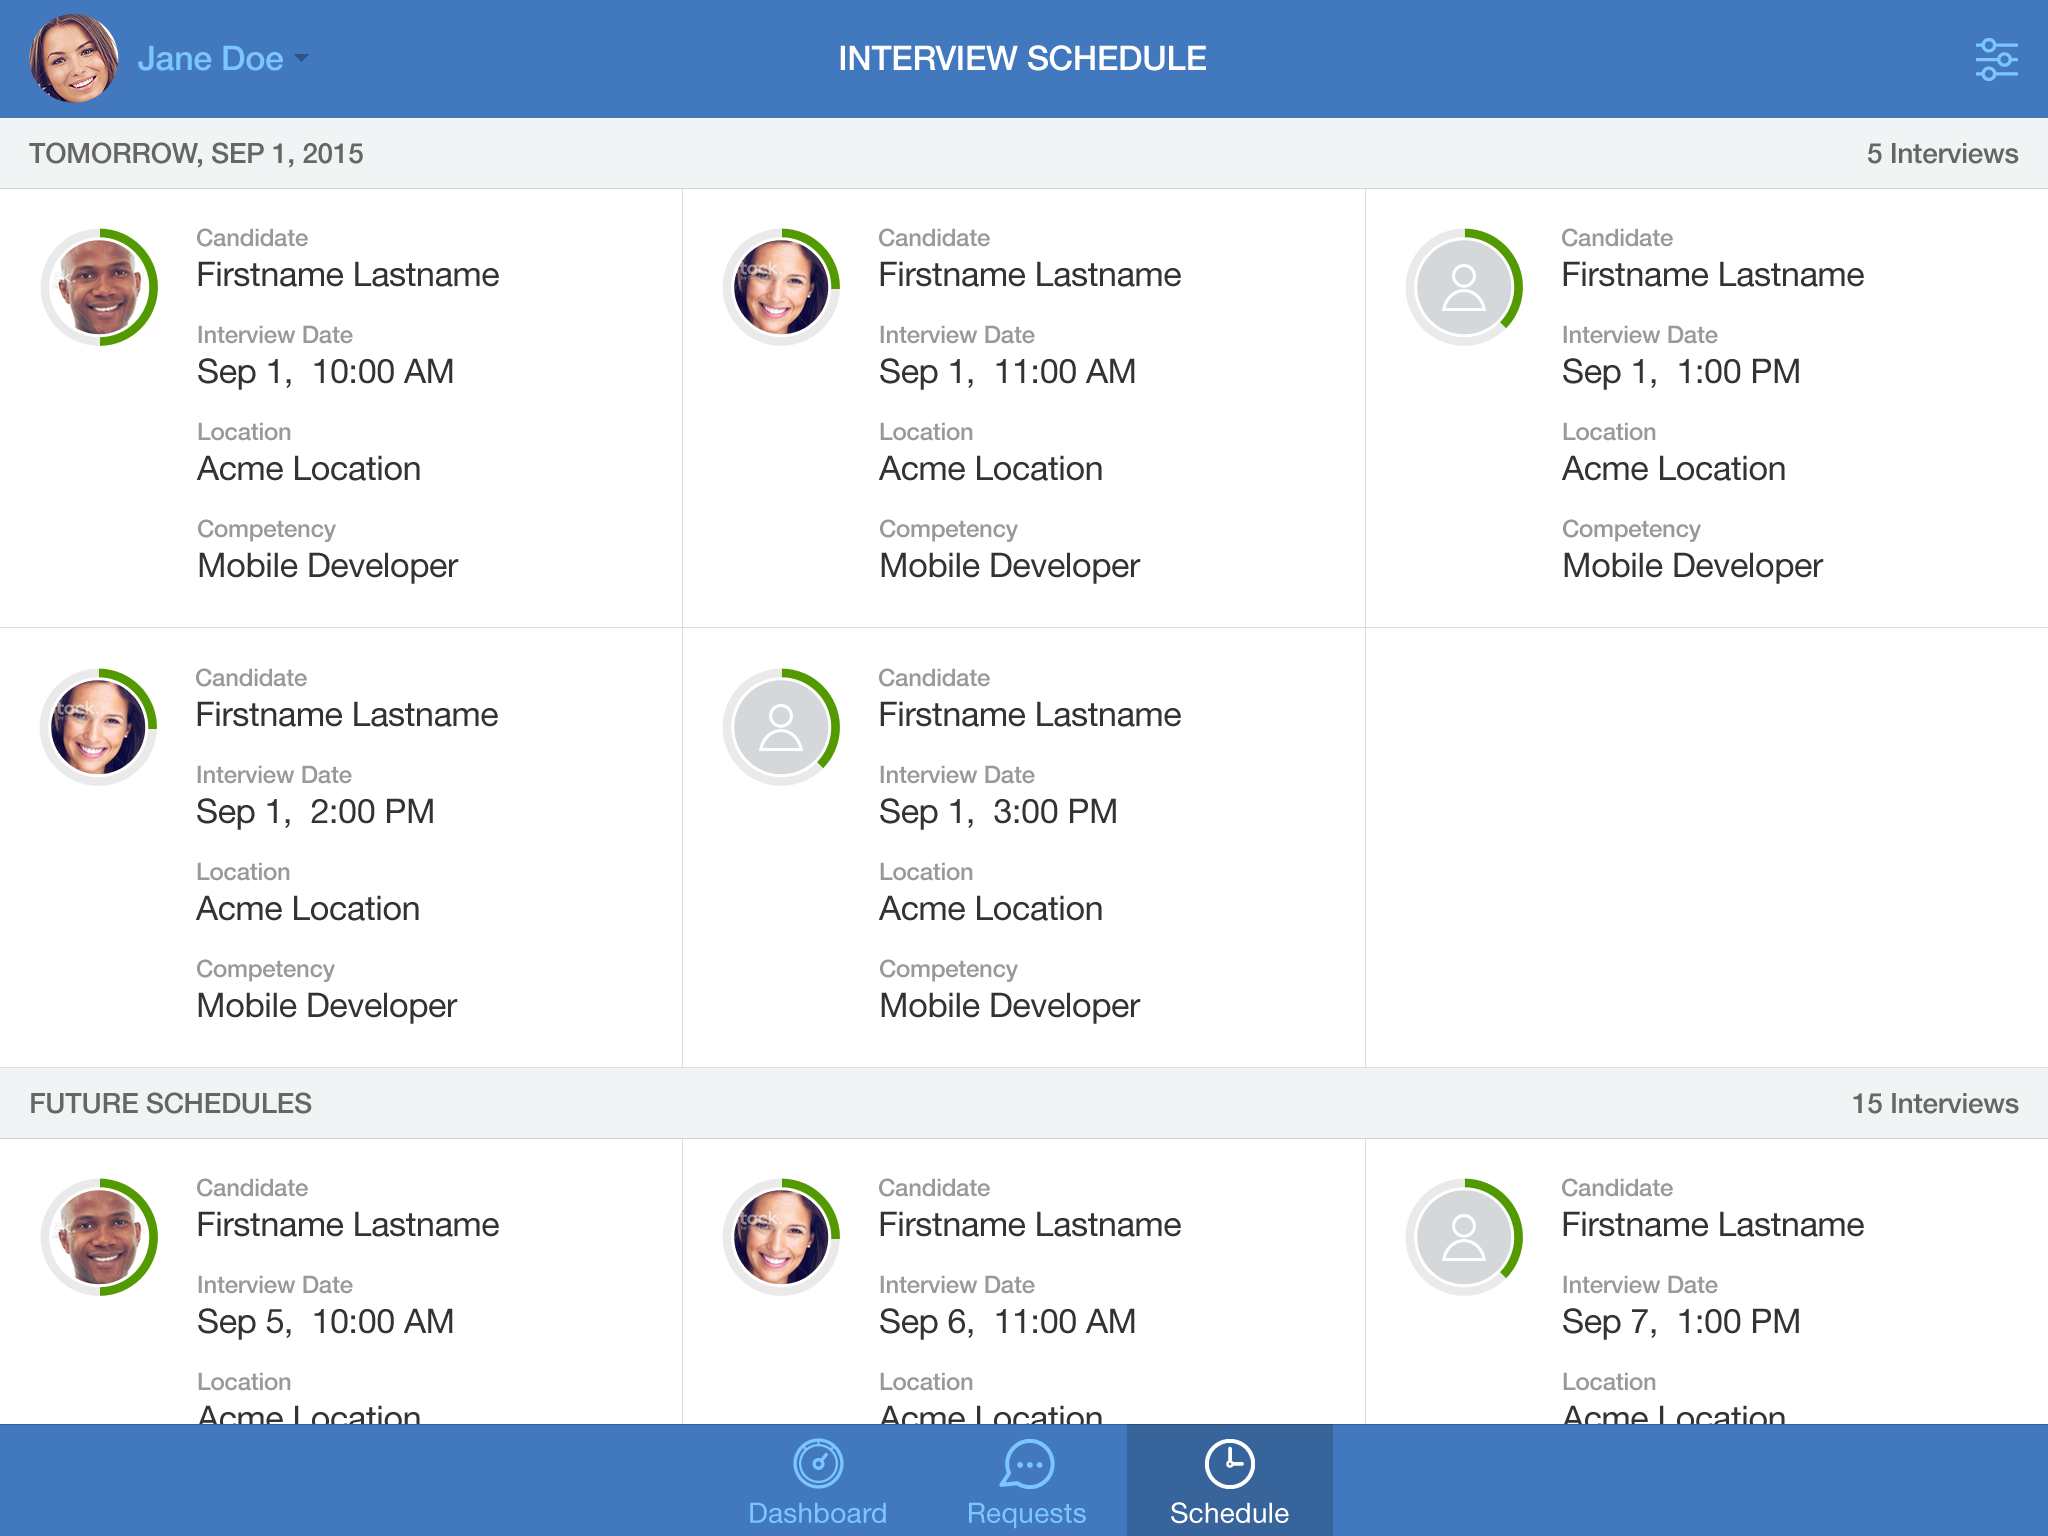 Jane Doe
INTERVIEW SCHEDULE
TOMORROW, SEP 1, 2015
5 Interviews
Candidate
Firstname Lastname
Interview Date
Sep 1, 10:00 AM
Location
Acme Location
Competency
Mobile Developer
Candidate
Firstname Lastname
Interview Date
Sep 1, 11:00 AM
Location
Acme Location
Competency
Mobile Developer
Candidate
Firstname Lastname
Interview Date
Sep 1, 1:00 PM
Location
Acme Location
Competency
Mobile Developer
Candidate
Firstname Lastname
Interview Date
Sep 1, 2:00 PM
Location
Acme Location
Competency
Mobile Developer
Candidate
Firstname Lastname
Interview Date
Sep 1, 3:00 PM
Location
Acme Location
Competency
Mobile Developer
FUTURE SCHEDULES
15 Interviews
Candidate
Firstname Lastname
Interview Date
Sep 5, 10:00 AM
Location
Acme Location
Candidate
Firstname Lastname
Interview Date
Sep 6, 11:00 AM
Location
Acme Location
Candidate
Firstname Lastname
Interview Date
Sep 7, 1:00 PM
Location
Acme Location
Dashboard
Requests
Schedule